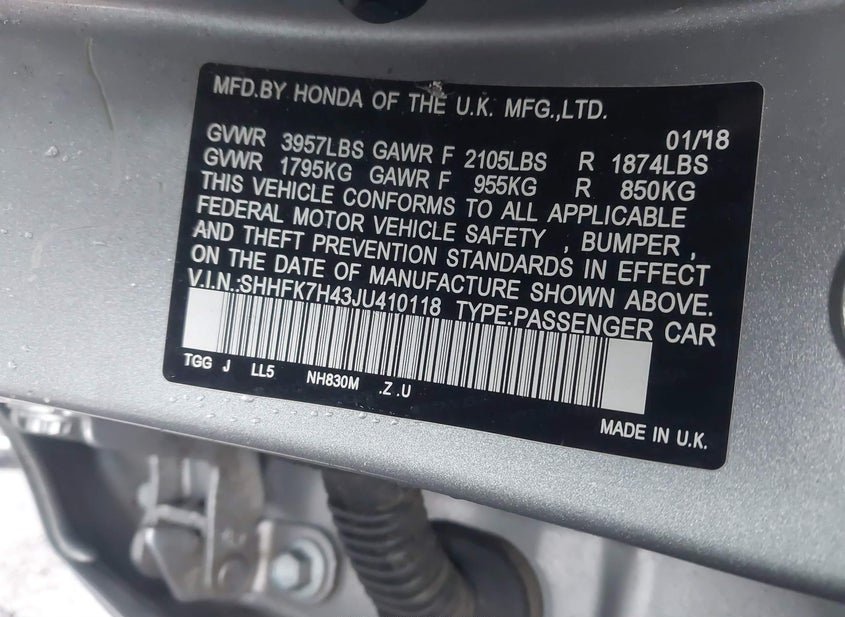 MFD.BY HONDA OF THE U.K. MFG.,LTD.
01/18
GVWR 3957LBS GAWR F 2105LBS R 1874LBS
GVWR 1795KG GAWR F 955KG R 850KG
THIS VEHICLE CONFORMS TO ALL APPLICABLE
FEDERAL MOTOR VEHICLE SAFETY , BUMPER ,
AND THEFT PREVENTION STANDARDS IN EFFECT
ON THE DATE OF MANUFACTURE SHOWN ABOVE.
V.I.N.:SHHFK7H43JU410118 TYPE:PASSENGER CAR
TGG J LL5 NH830M .Z .U
MADE IN U.K.